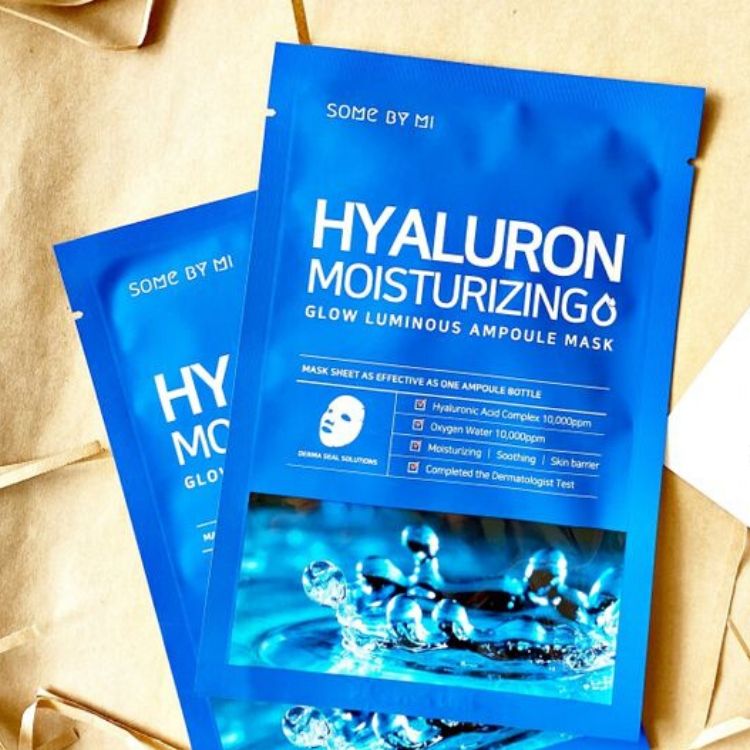 SOME BY MI
HYALURON
MOISTURIZING
GLOW LUMINOUS AMPOULE MASK
MASK SHEET AS EFFECTIVE AS ONE AMPOULE BOTTLE
Hyaluronic Acid Complex 10,000ppm
Oxygen Water 10,000ppm
Moisturizing | Soothing | Skin barrier
Completed the Dermatologist Test
DERMA SEAL SOLUTIONS
SOME BY MI
HY
MO
GLO
MA